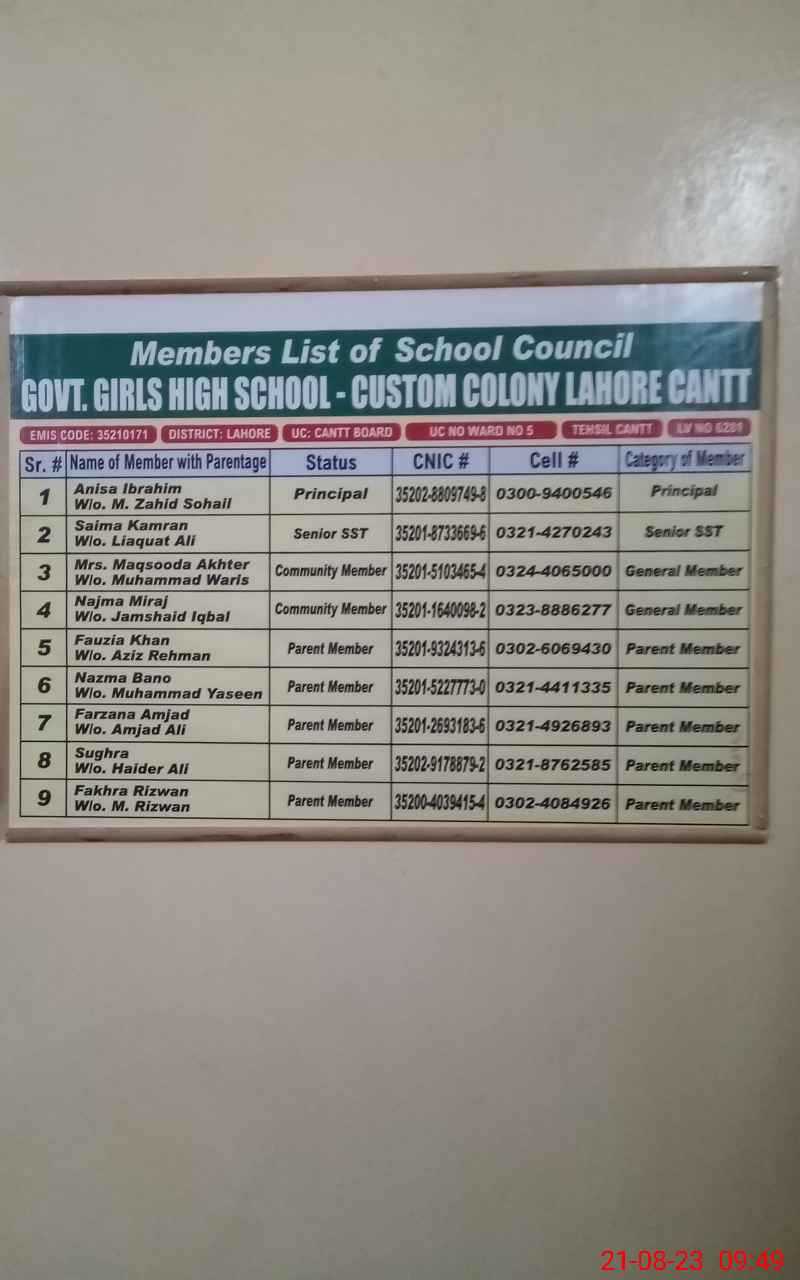 Members List of School Council
GOVT. GIRLS HIGH SCHOOL - CUSTOM COLONY LAHORE CANTT
EMIS CODE: 35210171 DISTRICT: LAHORE UC: CANTT BOARD UC NO WARD NO 5 TEHSIL CANTT LV NO 6281
Sr. # Name of Member with Parentage Status CNIC # Cell # Category of Member
1 Anisa Ibrahim W/o. M. Zahid Sohail Principal 35202-8809749-8 0300-9400546 Principal
2 Saima Kamran W/o. Liaquat Ali Senior SST 35201-8733669-6 0321-4270243 Senior SST
3 Mrs. Maqsooda Akhter W/o. Muhammad Waris Community Member 35201-5103465-4 0324-4065000 General Member
4 Najma Miraj W/o. Jamshaid Iqbal Community Member 35201-1640098-2 0323-8886277 General Member
5 Fauzia Khan W/o. Aziz Rehman Parent Member 35201-9324313-6 0302-6069430 Parent Member
6 Nazma Bano W/o. Muhammad Yaseen Parent Member 35201-5227773-0 0321-4411335 Parent Member
7 Farzana Amjad W/o. Amjad Ali Parent Member 35201-2693183-6 0321-4926893 Parent Member
8 Sughra W/o. Haider Ali Parent Member 35202-9178879-2 0321-8762585 Parent Member
9 Fakhra Rizwan W/o. M. Rizwan Parent Member 35200-4039415-4 0302-4084926 Parent Member
21-08-23 09:49